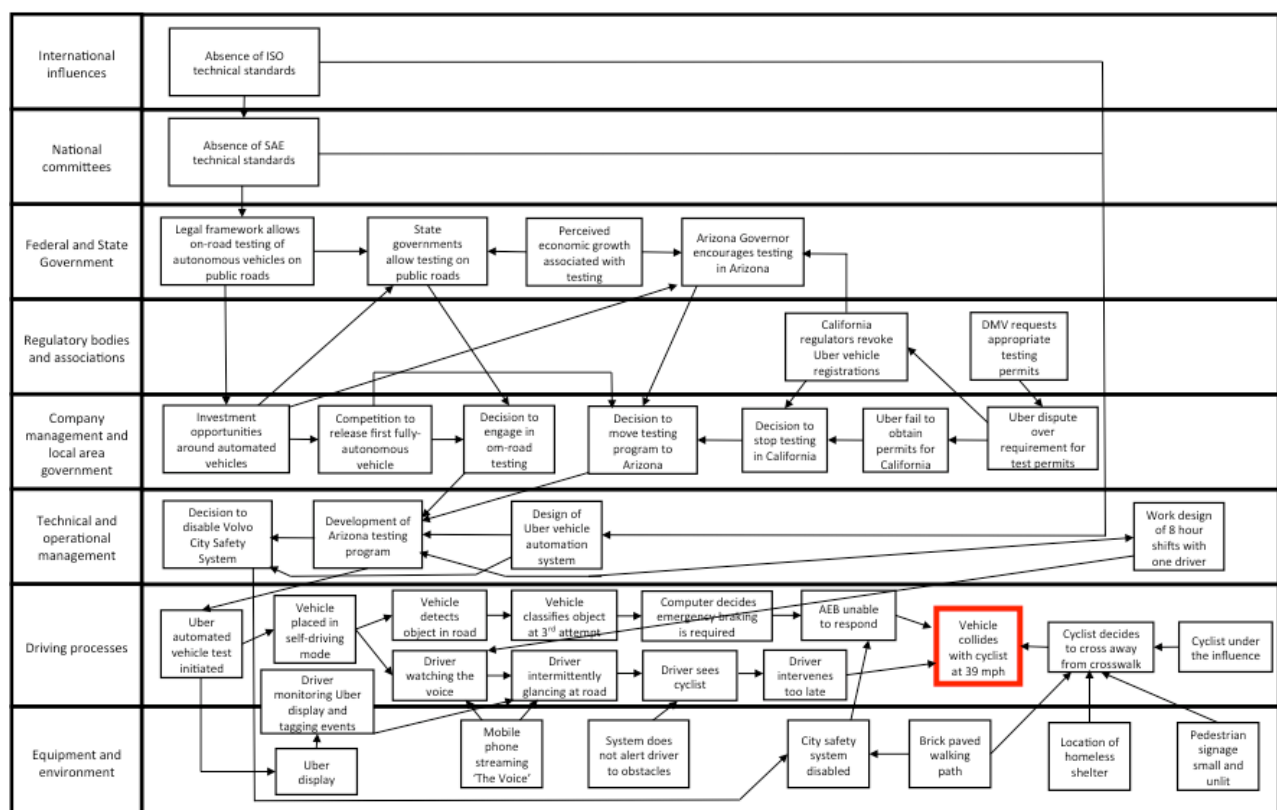 International
influences
Absence of ISO
technical standards
National
committees
Absence of SAE
technical standards
Federal and State
Government
Legal framework allows
on-road testing of
autonomous vehicles on
public roads
State
governments
allow testing on
public roads
Perceived
economic growth
associated with
testing
Arizona Governor
encourages testing
in Arizona
Regulatory bodies
and associations
California
regulators revoke
Uber vehicle
registrations
DMV requests
appropriate
testing
permits
Company
management and
local area
government
Investment
opportunities
around automated
vehicles
Competition to
release first fully-
autonomous
vehicle
Decision to
engage in
om-road
testing
Decision to
move testing
program to
Arizona
Decision to
stop testing
in California
Uber fail to
obtain
permits for
California
Uber dispute
over
requirement for
test permits
Technical and
operational
management
Decision to
disable Volvo
City Safety
System
Development of
Arizona testing
program
Design of
Uber vehicle
automation
system
Work design
of 8 hour
shifts with
one driver
Driving processes
Uber
automated
vehicle test
initiated
Vehicle
placed in
self-driving
mode
Vehicle
detects
object in road
Vehicle
classifies object
at 3rd attempt
Computer decides
emergency braking
is required
AEB unable
to respond
Vehicle
collides
with cyclist
at 39 mph
Cyclist decides
to cross away
from crosswalk
Cyclist under
the influence
Driver
monitoring Uber
display and
tagging events
Driver
watching the
voice
Driver
intermittently
glancing at road
Driver sees
cyclist
Driver
intervenes
too late
Equipment and
environment
Uber
display
Mobile
phone
streaming
'The Voice'
System does
not alert driver
to obstacles
City safety
system
disabled
Brick paved
walking
path
Location of
homeless
shelter
Pedestrian
signage
small and
unlit